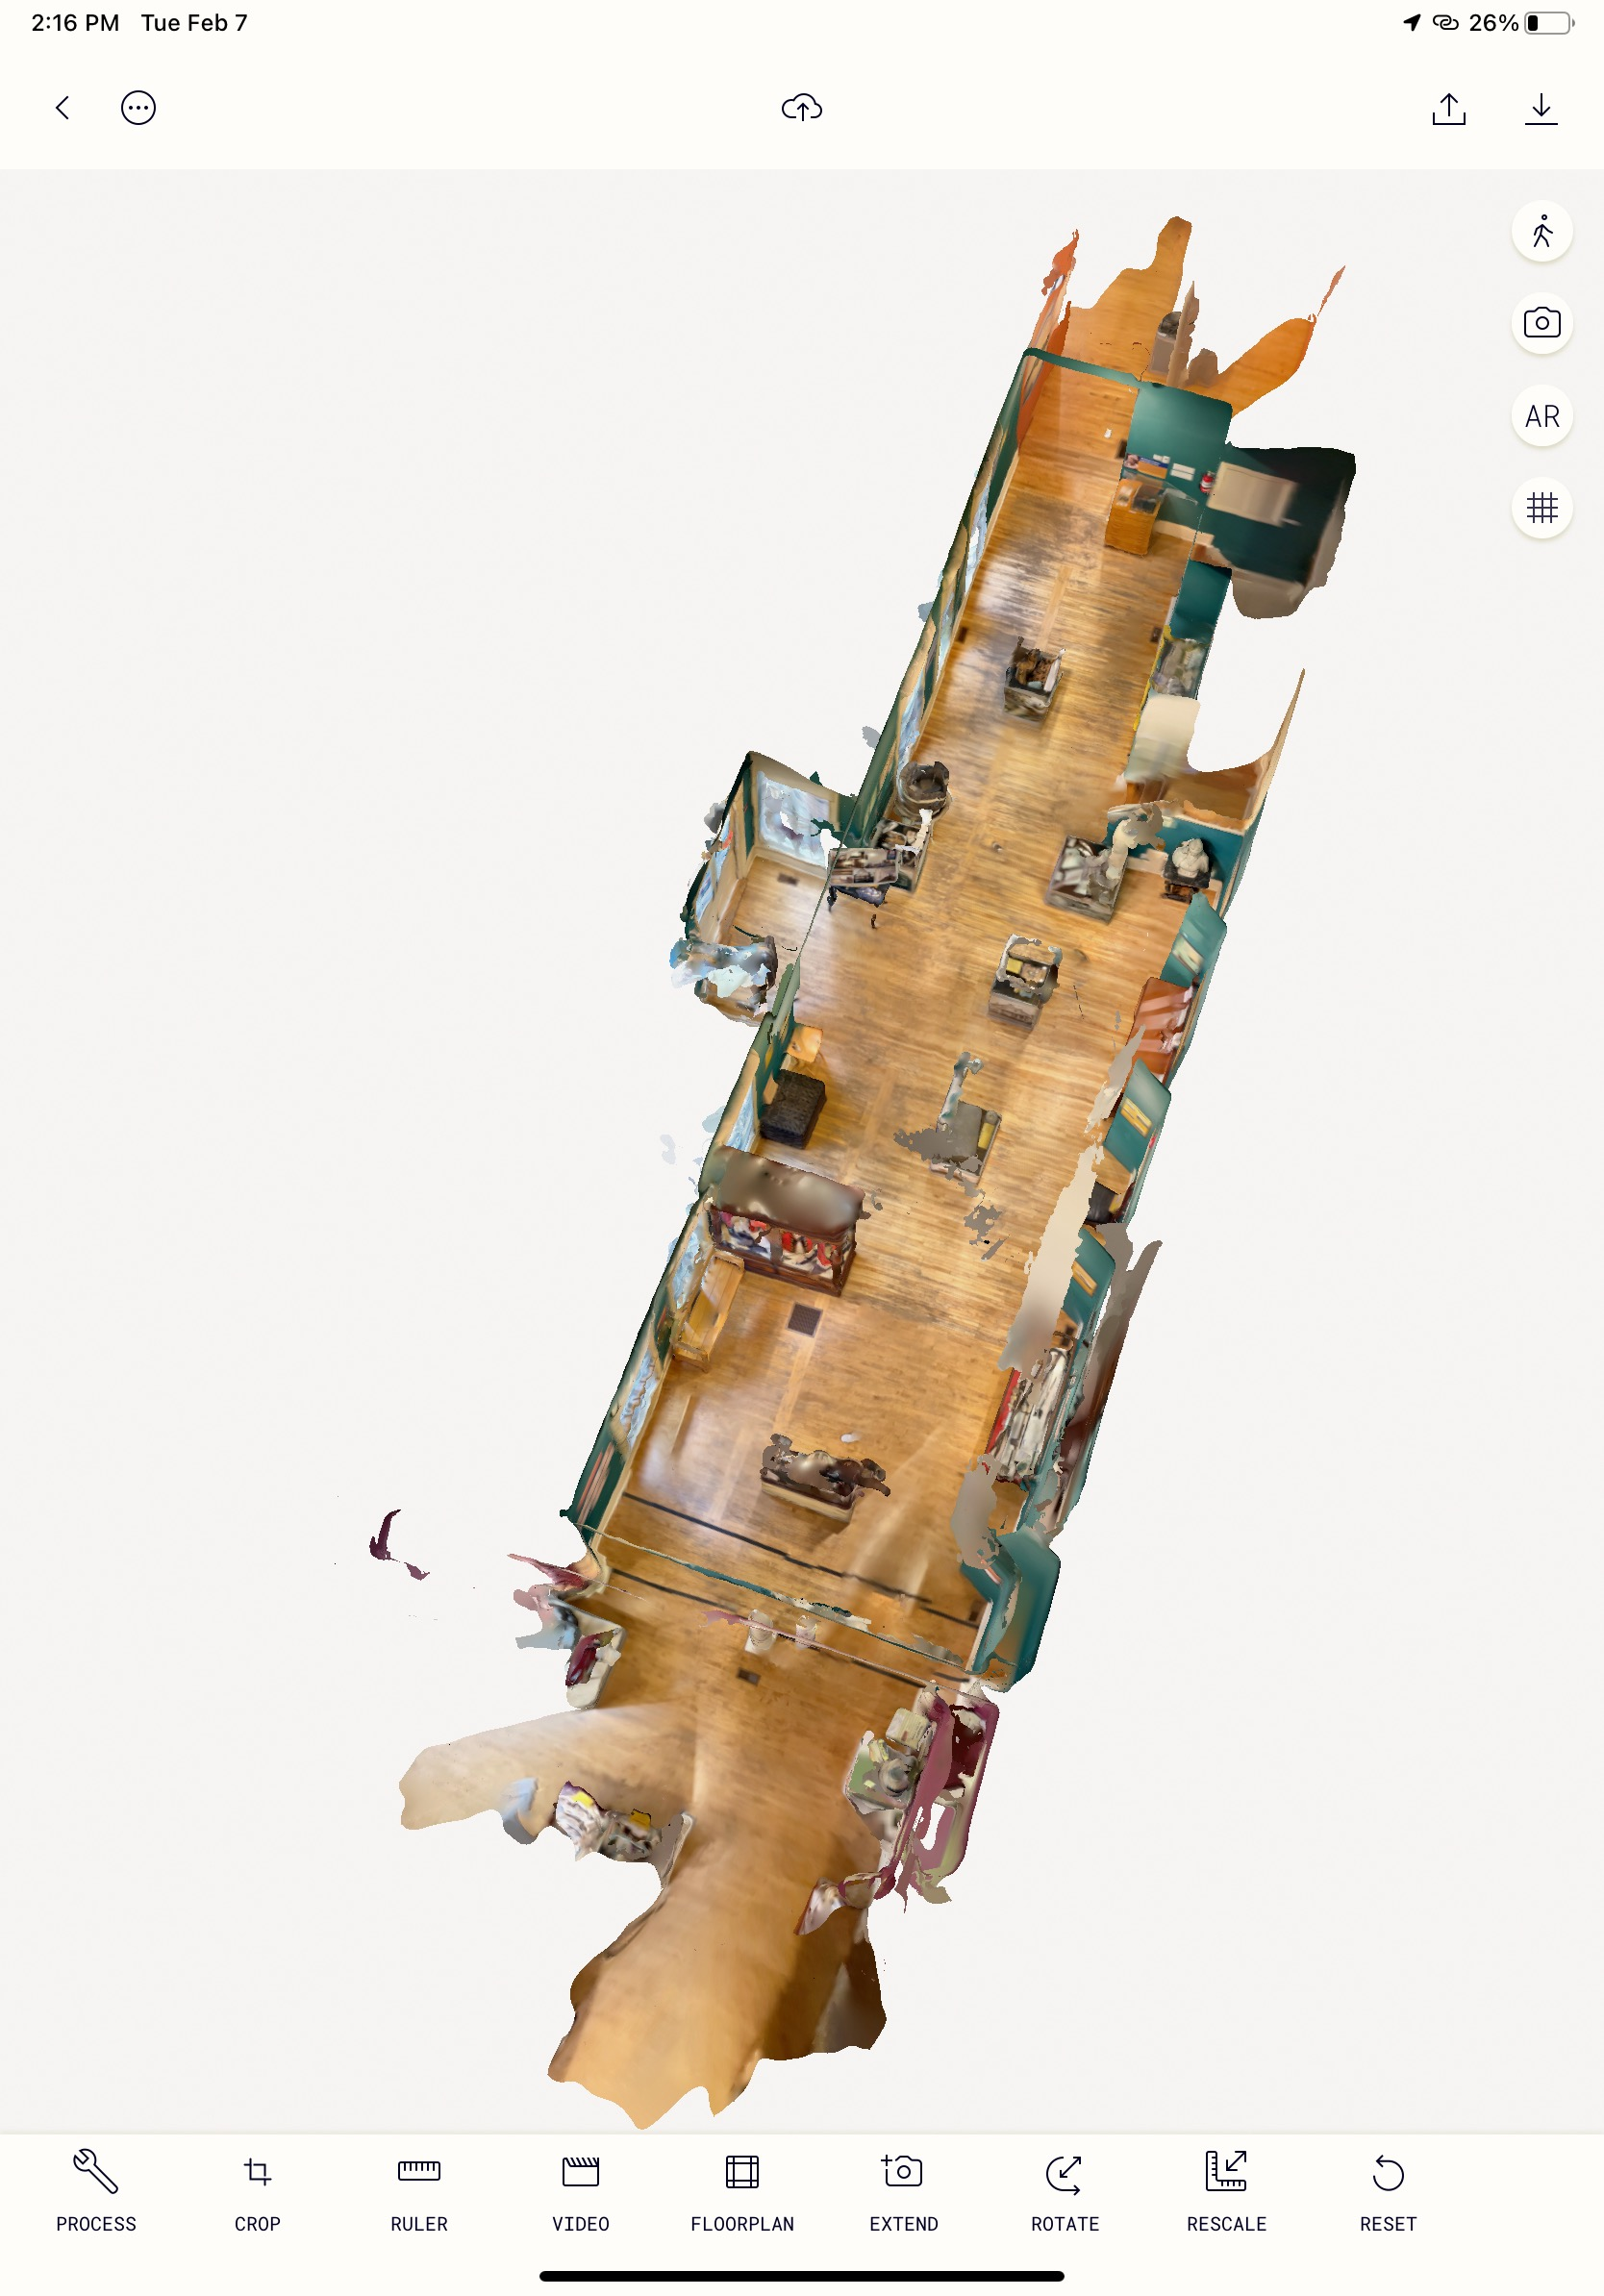 2:16 PM Tue Feb 7
26%
AR
PROCESS CROP RULER VIDEO FLOORPLAN EXTEND ROTATE RESCALE RESET